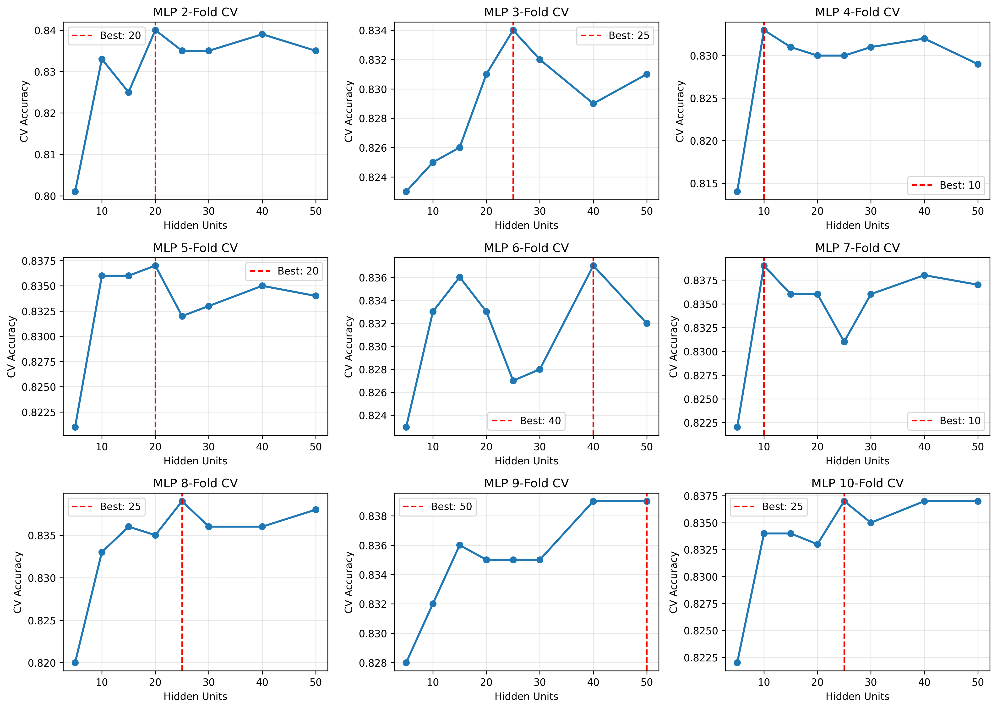 MLP 2-Fold CV
CV Accuracy
0.84
0.83
0.82
0.81
0.80
Best: 20
10 20 30 40 50
Hidden Units
MLP 3-Fold CV
CV Accuracy
0.834
0.832
0.830
0.828
0.826
0.824
Best: 25
10 20 30 40 50
Hidden Units
MLP 4-Fold CV
CV Accuracy
0.830
0.825
0.820
0.815
Best: 10
10 20 30 40 50
Hidden Units
MLP 5-Fold CV
CV Accuracy
0.8375
0.8350
0.8325
0.8300
0.8275
0.8250
0.8225
Best: 20
10 20 30 40 50
Hidden Units
MLP 6-Fold CV
CV Accuracy
0.836
0.834
0.832
0.830
0.828
0.826
0.824
Best: 40
10 20 30 40 50
Hidden Units
MLP 7-Fold CV
CV Accuracy
0.8375
0.8350
0.8325
0.8300
0.8275
0.8250
0.8225
Best: 10
10 20 30 40 50
Hidden Units
MLP 8-Fold CV
CV Accuracy
0.835
0.830
0.825
0.820
Best: 25
10 20 30 40 50
Hidden Units
MLP 9-Fold CV
CV Accuracy
0.838
0.836
0.834
0.832
0.830
0.828
Best: 50
10 20 30 40 50
Hidden Units
MLP 10-Fold CV
CV Accuracy
0.8375
0.8350
0.8325
0.8300
0.8275
0.8250
0.8225
Best: 25
10 20 30 40 50
Hidden Units